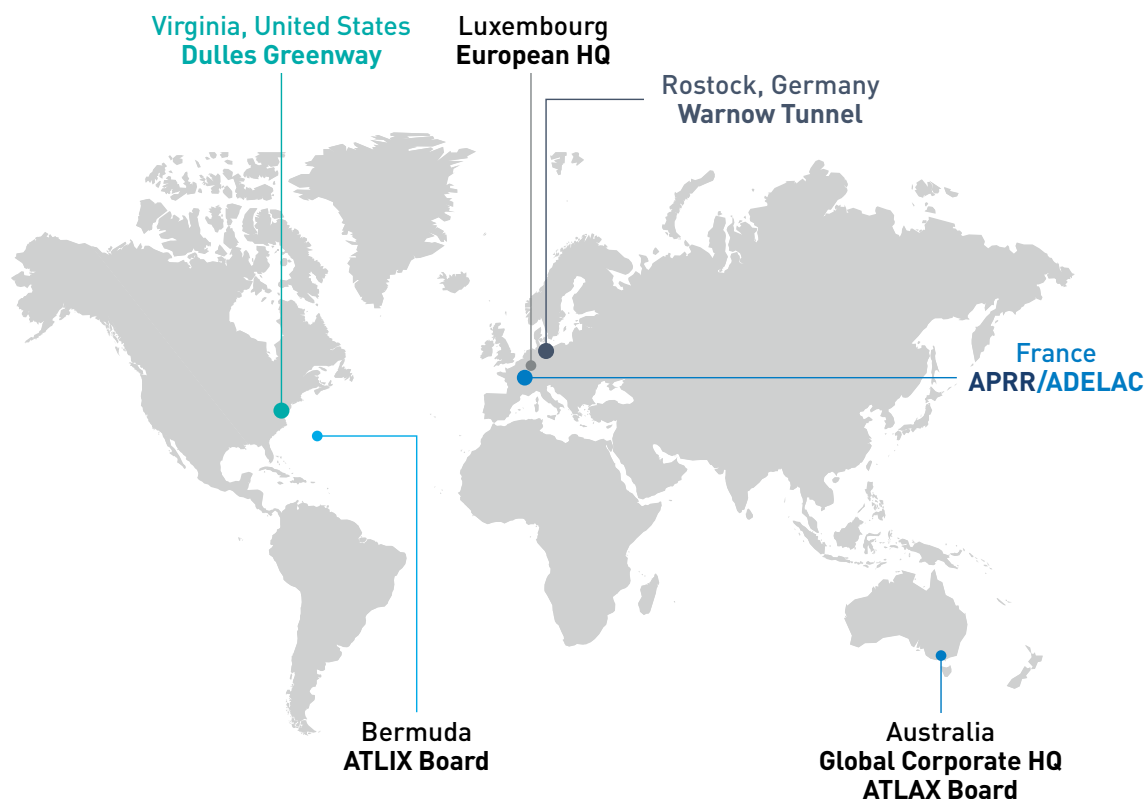 Virginia, United States
Dulles Greenway
Luxembourg
European HQ
Rostock, Germany
Warnow Tunnel
France
APRR/ADELAC
Bermuda
ATLIX Board
Australia
Global Corporate HQ
ATLAX Board